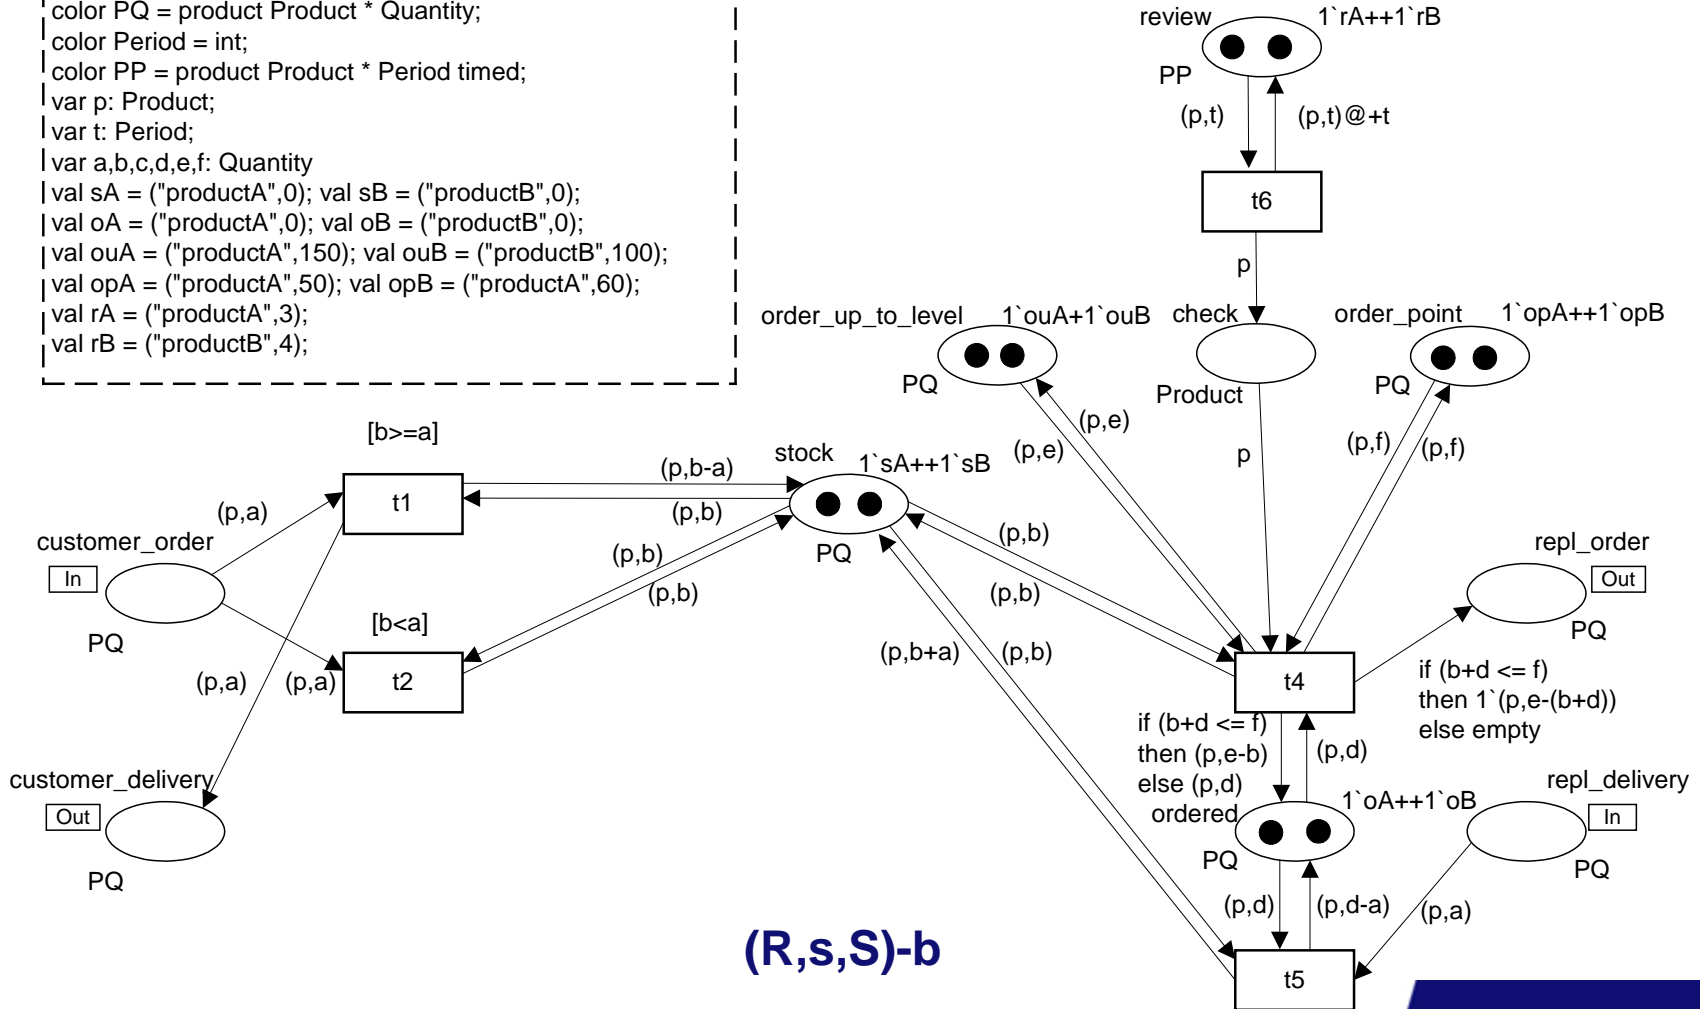 color PQ = product Product * Quantity;
color Period = int;
color PP = product Product * Period timed;
var p: Product;
var t: Period;
var a,b,c,d,e,f: Quantity
val sA = ("productA",0); val sB = ("productB",0);
val oA = ("productA",0); val oB = ("productB",0);
val ouA = ("productA",150); val ouB = ("productB",100);
val opA = ("productA",50); val opB = ("productA",60);
val rA = ("productA",3);
val rB = ("productB",4);
review
1`rA++1`rB
PP
(p,t)
(p,t)@+t
t6
p
order_up_to_level
1`ouA+1`ouB
PQ
check
Product
order_point
1`opA++1`opB
PQ
(p,e)
(p,e)
p
(p,f)
(p,f)
[b>=a]
t1
(p,b-a)
(p,b)
stock
1`sA++1`sB
PQ
(p,a)
customer_order
In
PQ
(p,b)
(p,b)
[b<a]
t2
(p,a)
(p,a)
(p,b)
(p,b)
(p,b+a)
(p,b)
t4
repl_order
Out
PQ
if (b+d <= f)
then 1`(p,e-(b+d))
else empty
if (b+d <= f)
then (p,e-b)
else (p,d)
(p,d)
ordered
1`oA++1`oB
PQ
repl_delivery
In
PQ
customer_delivery
Out
PQ
(p,d)
(p,d-a)
(p,a)
t5
(R,s,S)-b